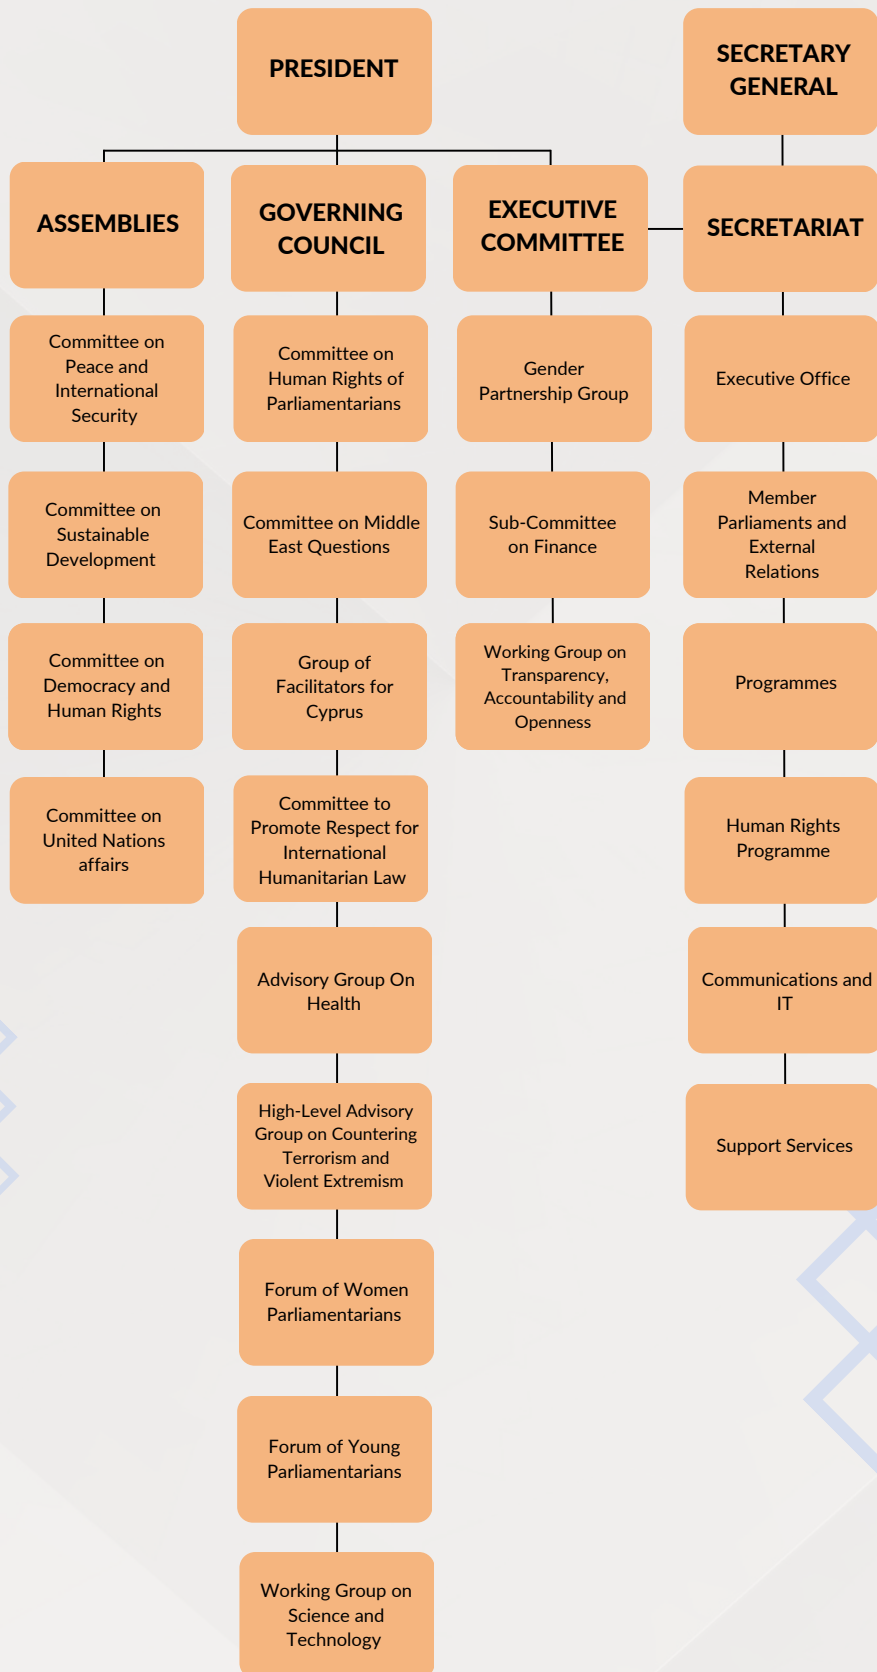 PRESIDENT
SECRETARY
GENERAL
ASSEMBLIES
GOVERNING
COUNCIL
EXECUTIVE
COMMITTEE
SECRETARIAT
Committee on
Peace and
International
Security
Committee on
Sustainable
Development
Committee on
Democracy and
Human Rights
Committee on
United Nations
affairs
Committee on
Human Rights of
Parliamentarians
Committee on Middle
East Questions
Group of
Facilitators for
Cyprus
Committee to
Promote Respect for
International
Humanitarian Law
Advisory Group On
Health
High-Level Advisory
Group on Countering
Terrorism and
Violent Extremism
Forum of Women
Parliamentarians
Forum of Young
Parliamentarians
Working Group on
Science and
Technology
Gender
Partnership Group
Sub-Committee
on Finance
Working Group on
Transparency,
Accountability and
Openness
Executive Office
Member
Parliaments and
External
Relations
Programmes
Human Rights
Programme
Communications and
IT
Support Services